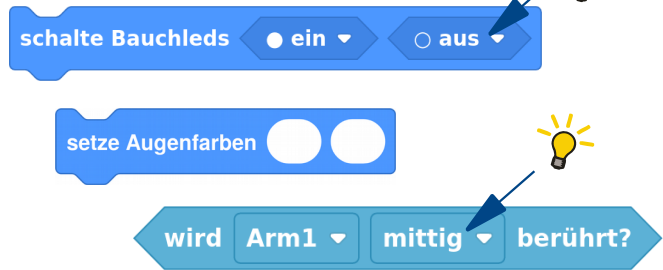 schalte Bauchleds ein aus
setze Augenfarben
wird Arm1 mittig berührt?